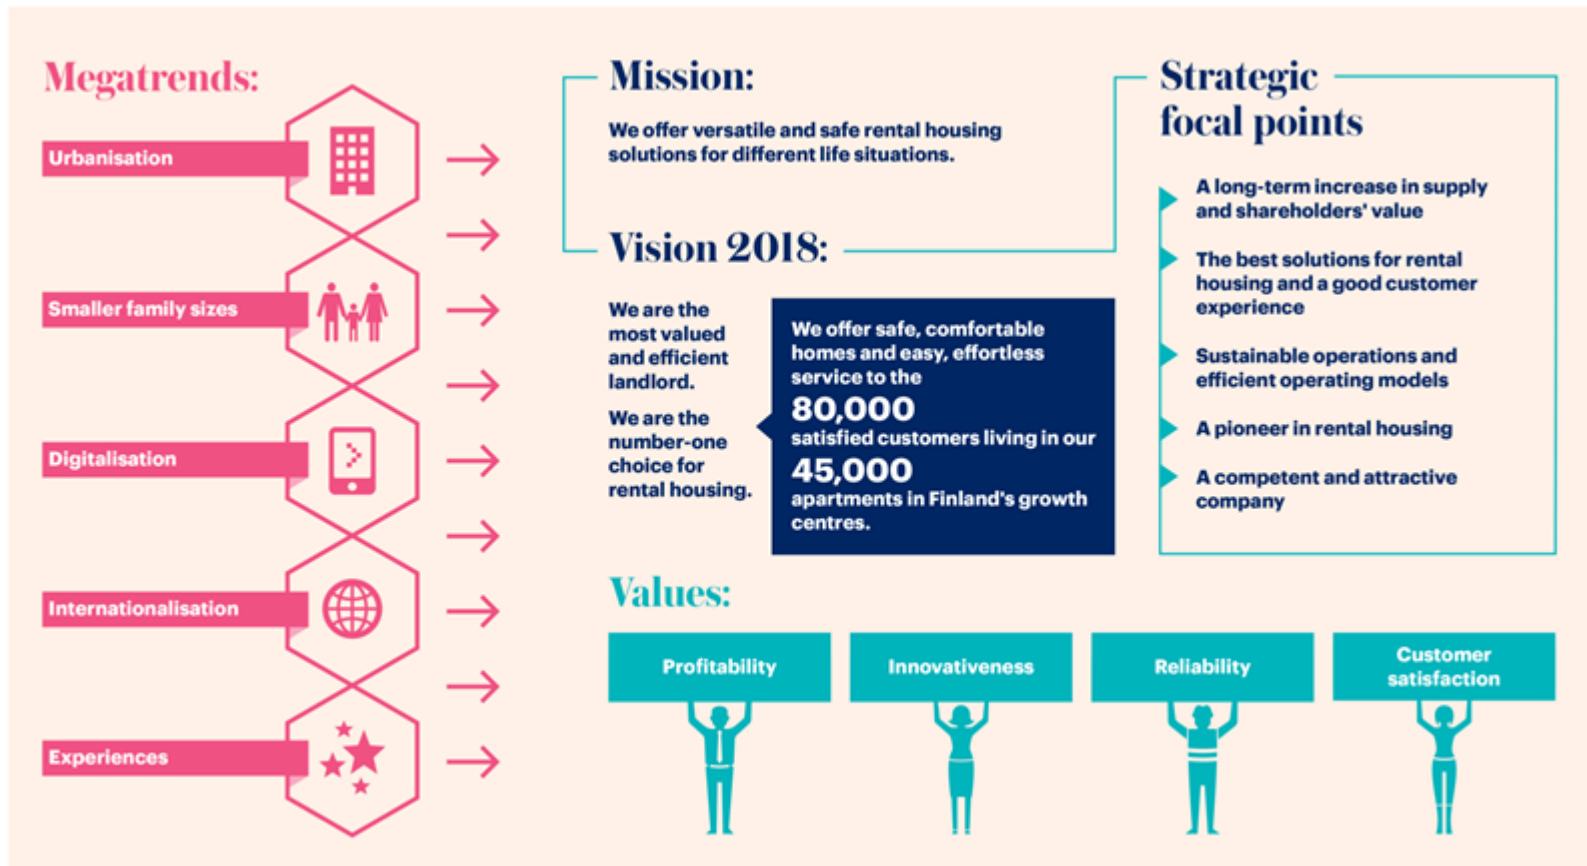 Megatrends:
Urbanisation
Smaller family sizes
Digitalisation
Internationalisation
Experiences
Mission:
We offer versatile and safe rental housing
solutions for different life situations.
Vision 2018:
We are the
most valued
and efficient
landlord.
We are the
number-one
choice for
rental housing.
We offer safe, comfortable
homes and easy, effortless
service to the
80,000
satisfied customers living in our
45,000
apartments in Finland's growth
centres.
Strategic
focal points
A long-term increase in supply
and shareholders' value
The best solutions for rental
housing and a good customer
experience
Sustainable operations and
efficient operating models
A pioneer in rental housing
A competent and attractive
company
Values:
Profitability
Innovativeness
Reliability
Customer
satisfaction